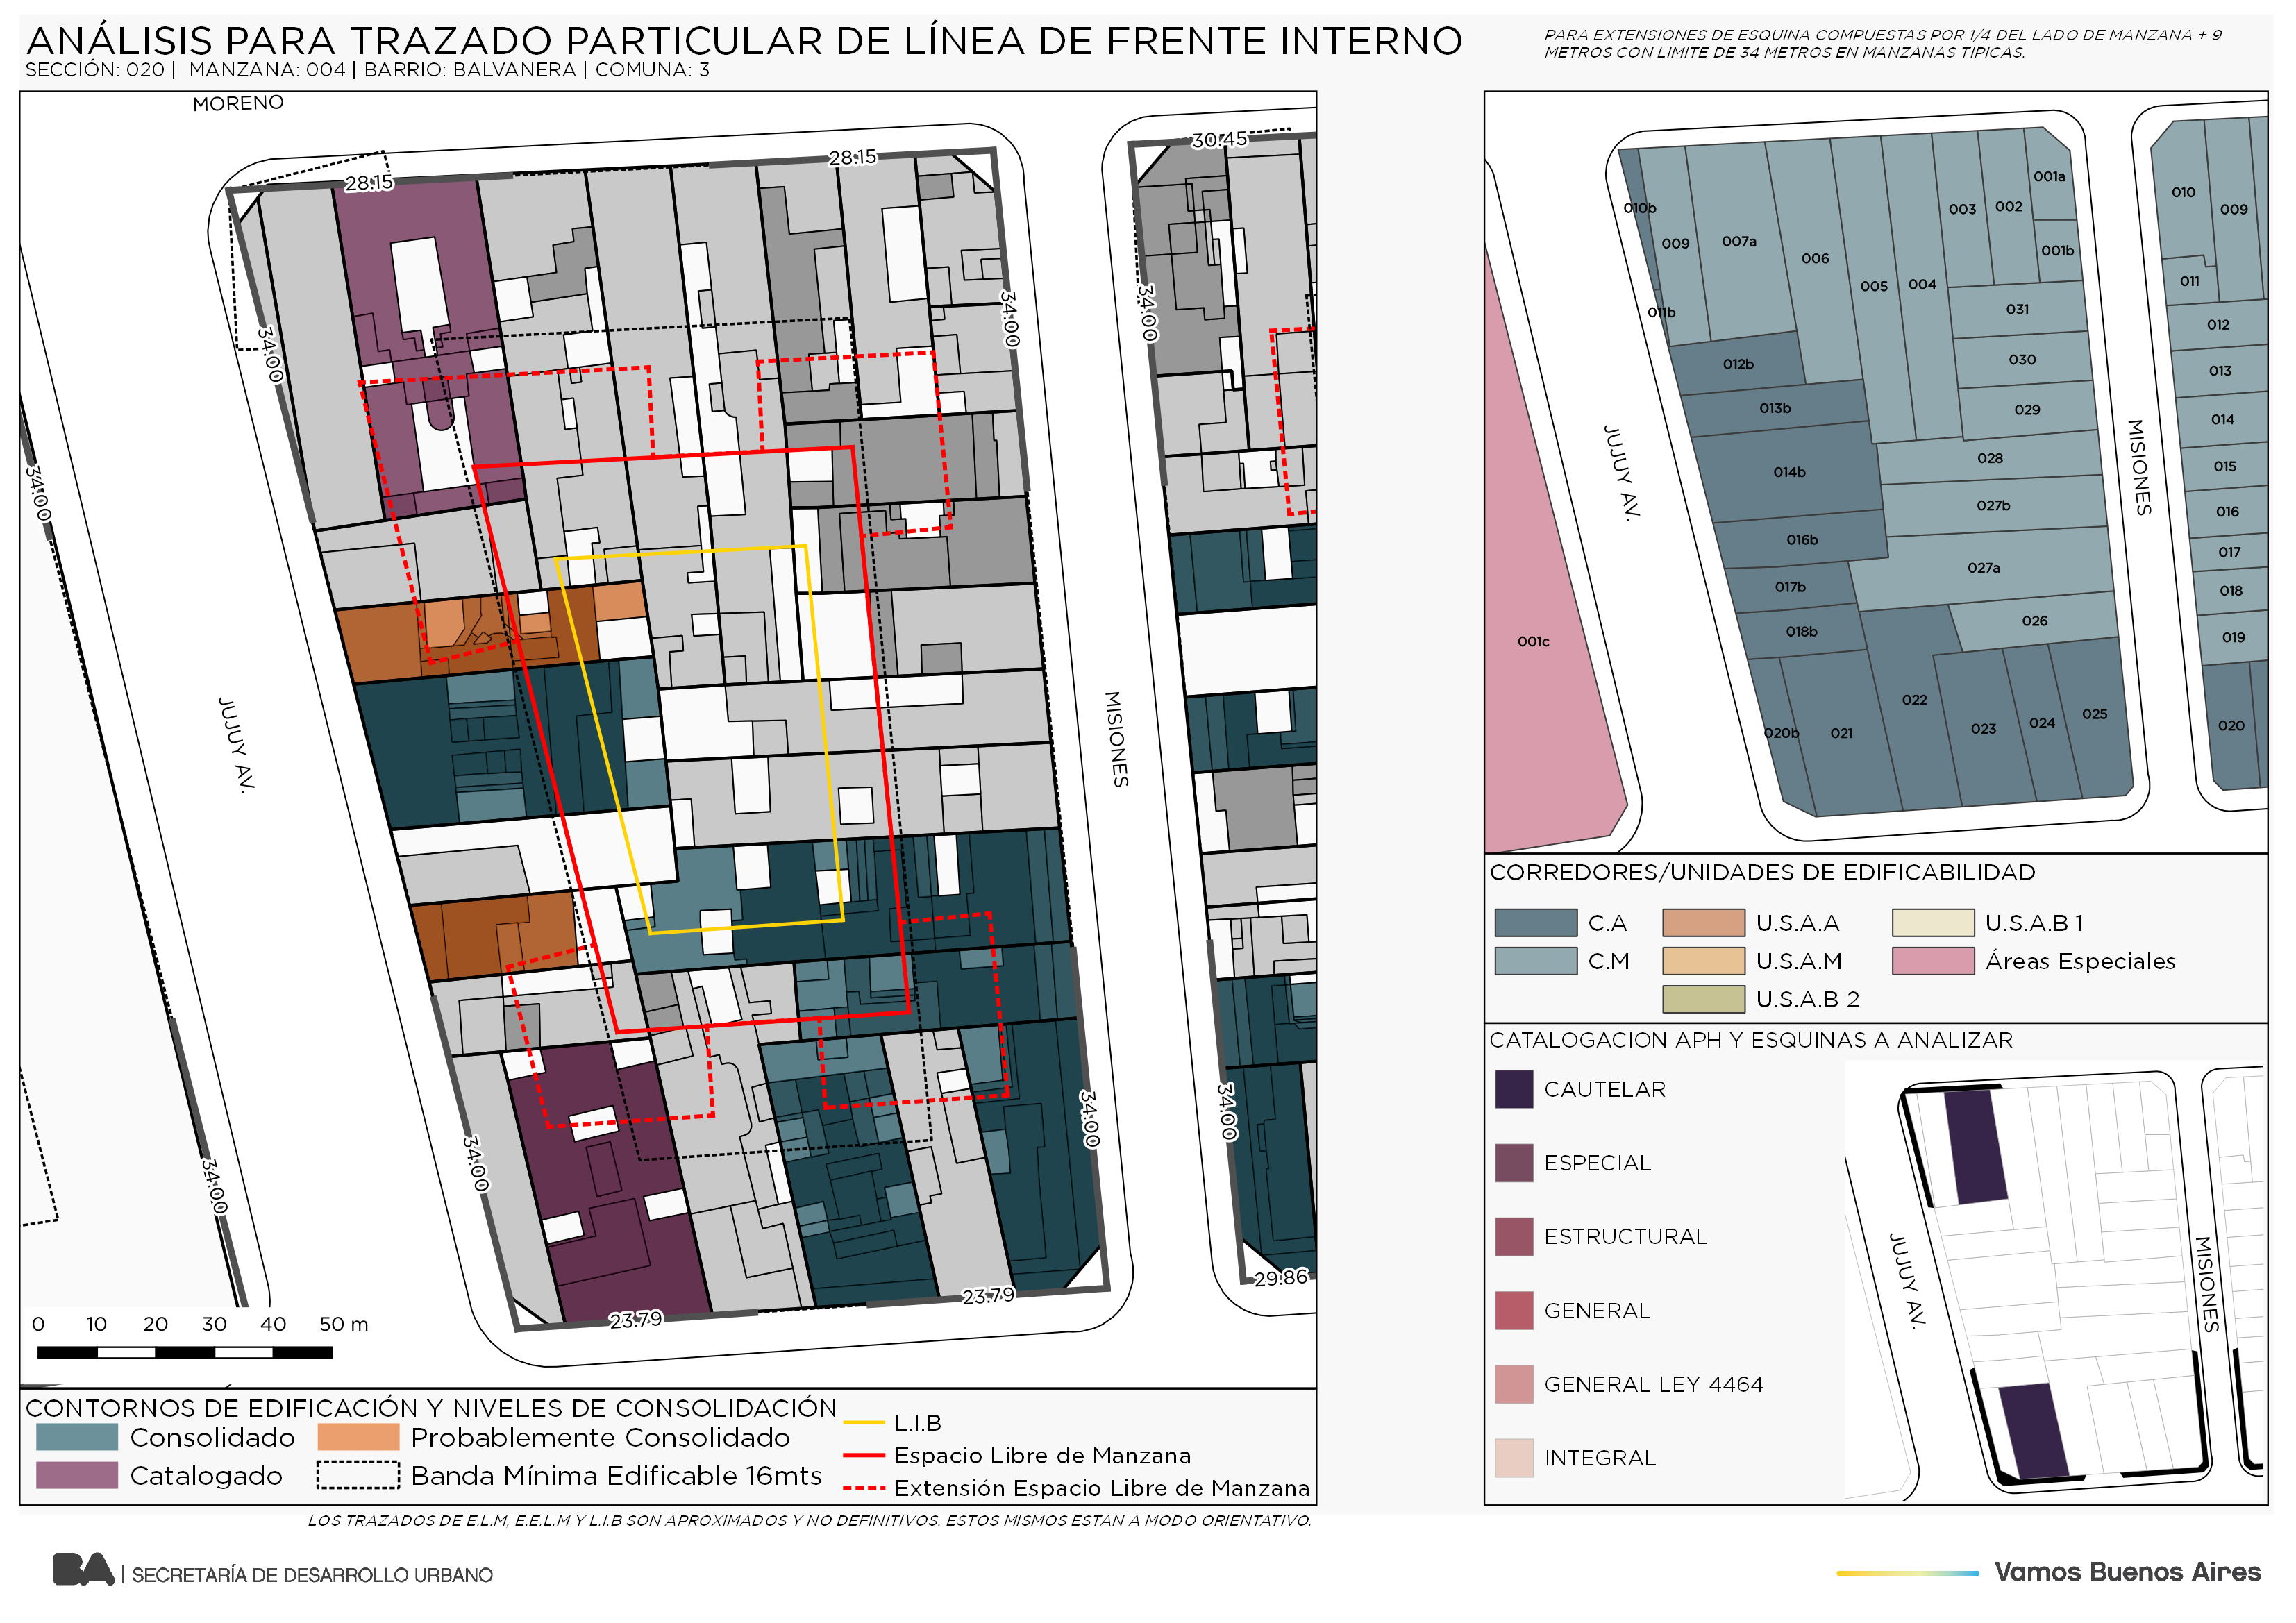 ANÁLISIS PARA TRAZADO PARTICULAR DE LÍNEA DE FRENTE INTERNO
SECCIÓN: 020 | MANZANA: 004 | BARRIO: BALVANERA | COMUNA: 3
PARA EXTENSIONES DE ESQUINA COMPUESTAS POR 1/4 DEL LADO DE MANZANA + 9
METROS CON LIMITE DE 34 METROS EN MANZANAS TIPICAS.
MORENO
28.15
28.15
30.45
34.00
34.00
34.00
34.00
JUJUY AV.
MISIONES
34.00
34.00
34.00
34.00
23.79
23.79
29.86
0 10 20 30 40 50 m
CONTORNOS DE EDIFICACIÓN Y NIVELES DE CONSOLIDACIÓN
Consolidado
Probablemente Consolidado
Catalogado
Banda Mínima Edificable 16mts
L.I.B
Espacio Libre de Manzana
Extensión Espacio Libre de Manzana
LOS TRAZADOS DE E.L.M, E.E.L.M Y L.I.B SON APROXIMADOS Y NO DEFINITIVOS. ESTOS MISMOS ESTAN A MODO ORIENTATIVO.
010b
009
007a
006
005
004
003
002
001a
001b
011b
031
030
029
012b
013b
014b
028
027b
016b
027a
017b
018b
026
020b
021
022
023
024
025
001c
JUJUY AV.
MISIONES
010
009
011
012
013
014
015
016
017
018
019
020
CORREDORES/UNIDADES DE EDIFICABILIDAD
C.A
U.S.A.A
U.S.A.B 1
C.M
U.S.A.M
Áreas Especiales
U.S.A.B 2
CATALOGACION APH Y ESQUINAS A ANALIZAR
CAUTELAR
ESPECIAL
ESTRUCTURAL
GENERAL
GENERAL LEY 4464
INTEGRAL
JUJUY AV.
MISIONES
BA | SECRETARÍA DE DESARROLLO URBANO
Vamos Buenos Aires